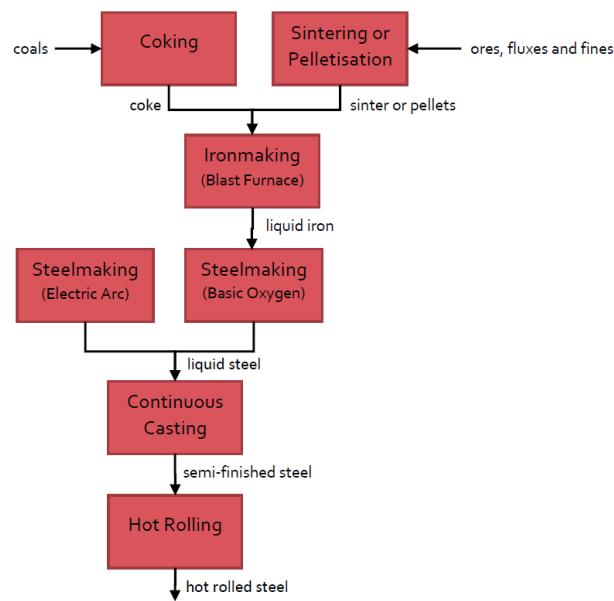 Coking
Sintering or
Pelletisation
coals
ores, fluxes and fines
coke
sinter or pellets
Ironmaking
(Blast Furnace)
liquid iron
Steelmaking
(Electric Arc)
Steelmaking
(Basic Oxygen)
liquid steel
Continuous
Casting
semi-finished steel
Hot Rolling
hot rolled steel